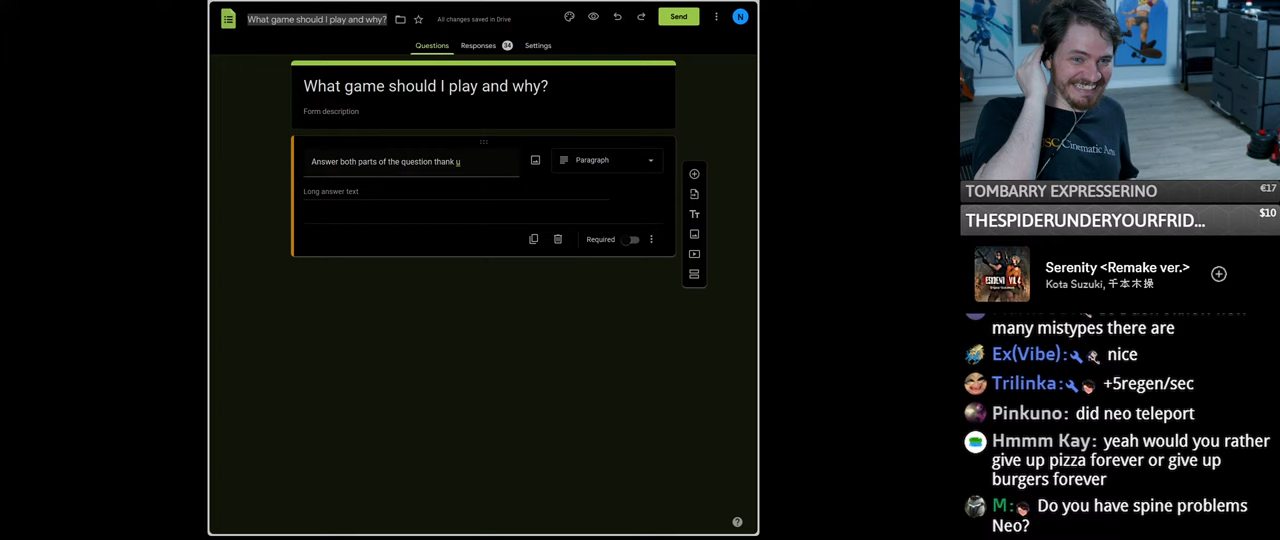 What game should I play and why?
All changes saved in Drive
Send
N
Questions
Responses 34
Settings
What game should I play and why?
Form description
Answer both parts of the question thank u
Paragraph
Long answer text
Required
Cinematic Arts
TOMBARRY EXPRESSERINO €17
THESPIDERUNDERYOURFRID... $10
Serenity <Remake ver.>
Kota Suzuki, 千本木操
many mistypes there are
Ex(Vibe): nice
Trilinka: +5regen/sec
Pinkuno: did neo teleport
Hmmm Kay: yeah would you rather
give up pizza forever or give up
burgers forever
M: Do you have spine problems
Neo?